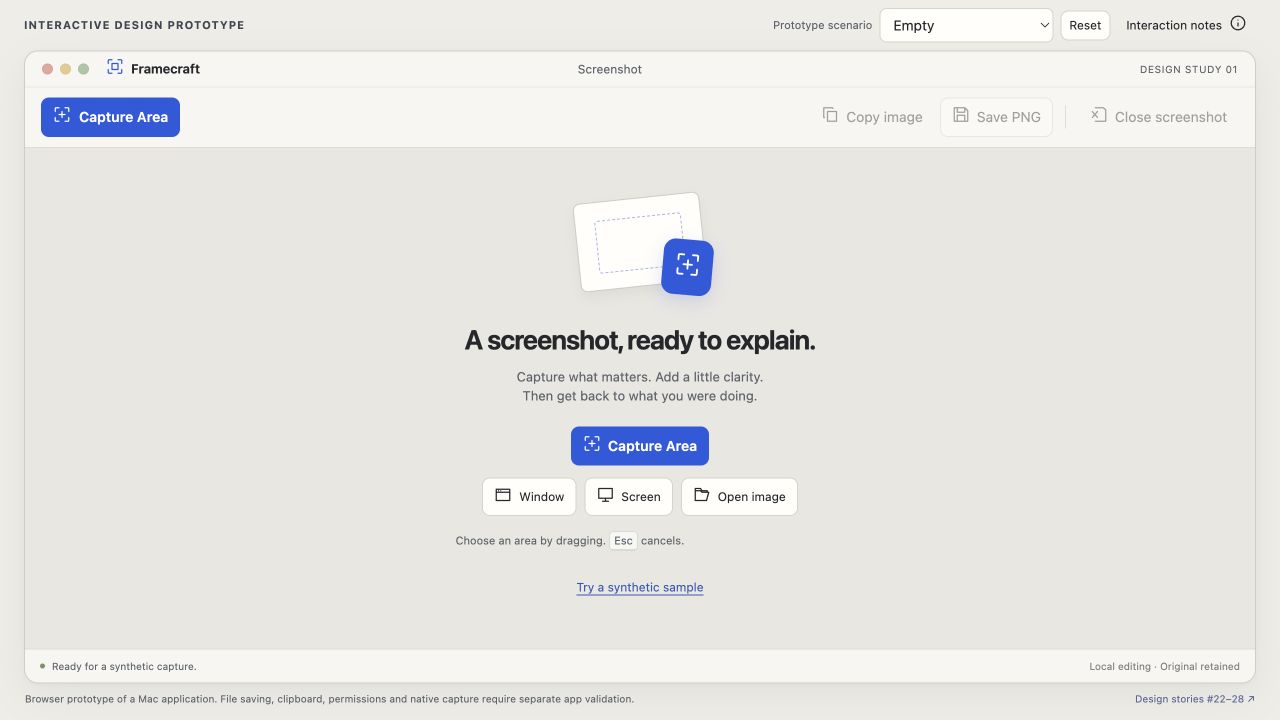 INTERACTIVE DESIGN PROTOTYPE
Prototype scenario Empty Reset Interaction notes
Framecraft Screenshot DESIGN STUDY 01
Capture Area Copy image Save PNG Close screenshot
A screenshot, ready to explain.
Capture what matters. Add a little clarity.
Then get back to what you were doing.
Capture Area
Window Screen Open image
Choose an area by dragging. Esc cancels.
Try a synthetic sample
Ready for a synthetic capture. Local editing · Original retained
Browser prototype of a Mac application. File saving, clipboard, permissions and native capture require separate app validation. Design stories #22–28 ↗